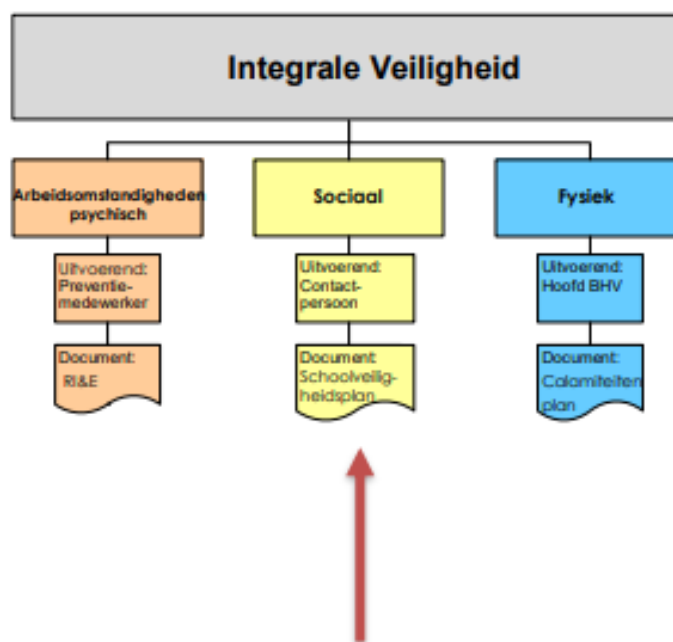 Integrale Veiligheid
Arbeidsomstandigheden
psychisch
Uitvoerend:
Preventie-
medewerker
Document:
RI&E
Sociaal
Uitvoerend:
Contact-
persoon
Document
Schoolveilig-
heidsplan
Fysiek
Uitvoerend:
Hoofd BHV
Document:
Calamiteiten
plan